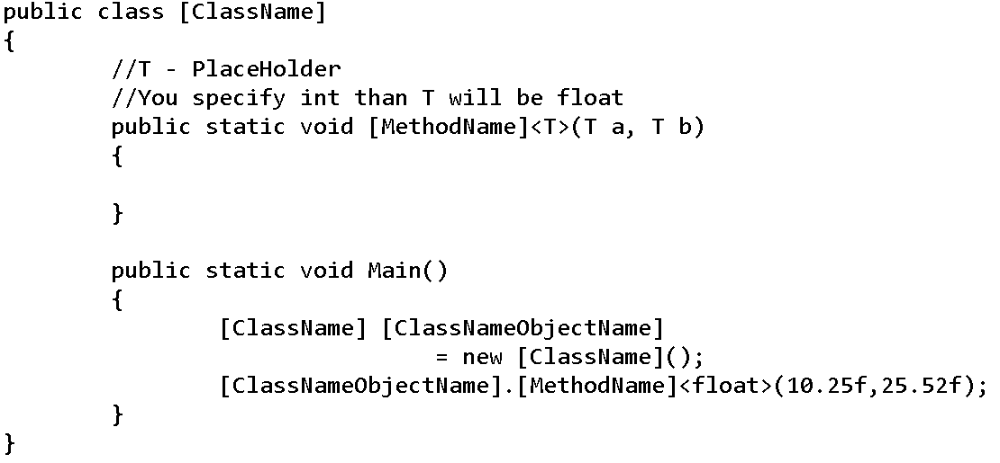 public class [ClassName]
{
//T - PlaceHolder
//You specify int than T will be float
public static void [MethodName]<T>(T a, T b)
{
}
public static void Main()
{
[ClassName] [ClassNameObjectName]
= new [ClassName]();
[ClassNameObjectName].[MethodName]<float>(10.25f,25.52f);
}
}